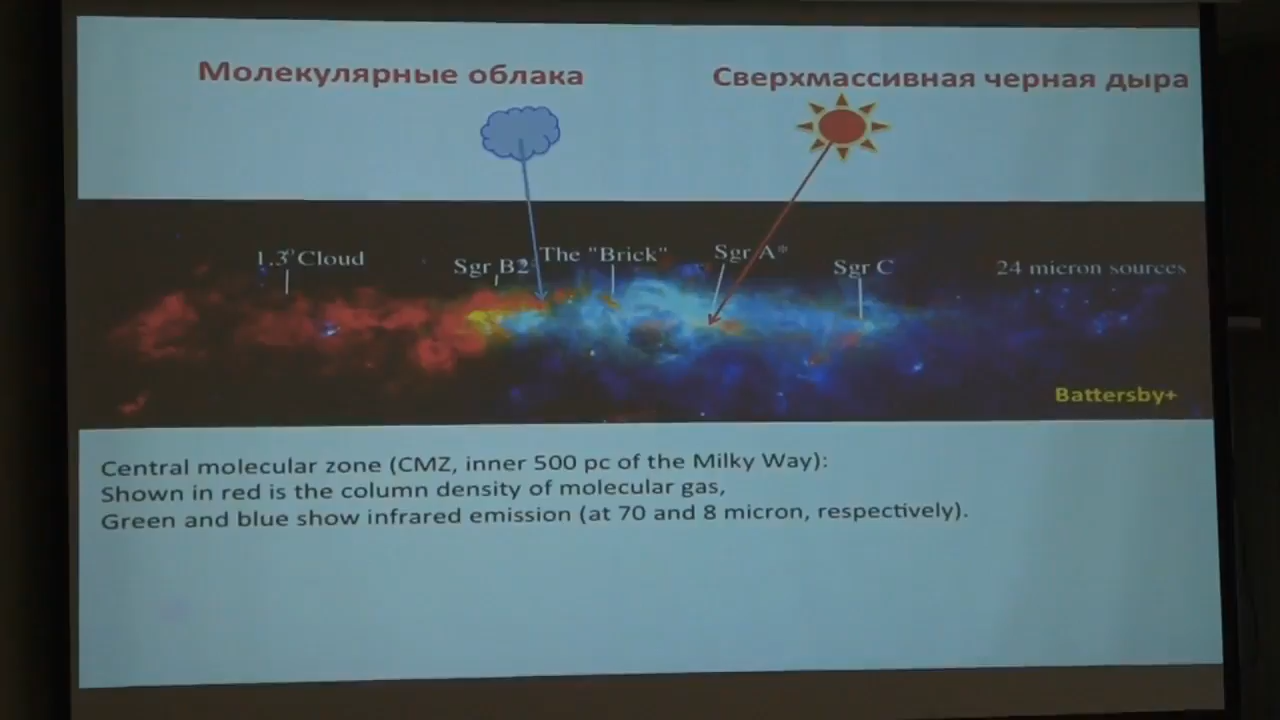 Молекулярные облака
Сверхмассивная черная дыра
1.3° Cloud
Sgr B2
The "Brick"
Sgr A*
Sgr C
24 micron sources
Battersby+
Central molecular zone (CMZ, inner 500 pc of the Milky Way):
Shown in red is the column density of molecular gas,
Green and blue show infrared emission (at 70 and 8 micron, respectively).